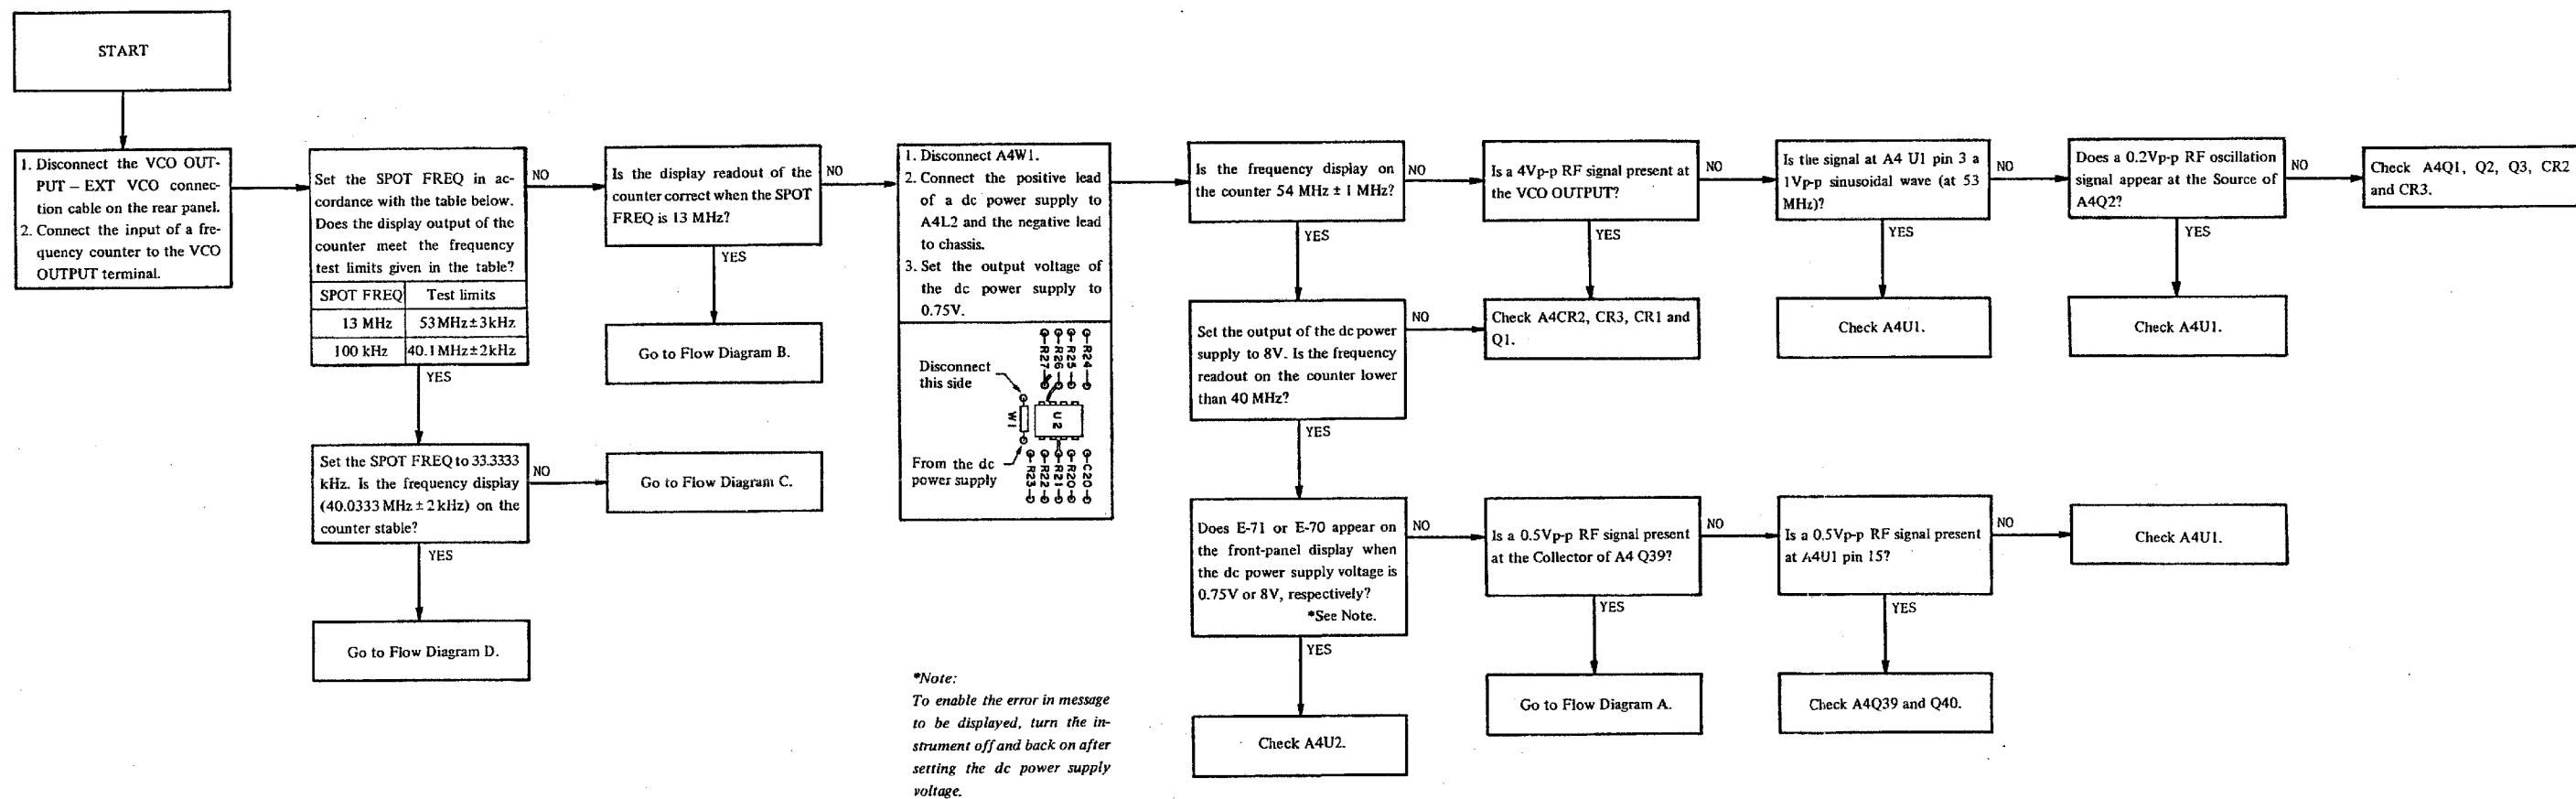 START
1. Disconnect the VCO OUT-
PUT – EXT VCO connec-
tion cable on the rear panel.
2. Connect the input of a fre-
quency counter to the VCO
OUTPUT terminal.
Set the SPOT FREQ in ac-
cordance with the table below.
Does the display output of the
counter meet the frequency
test limits given in the table?
SPOT FREQ Test limits
13 MHz 53MHz±3kHz
100 kHz 40.1MHz±2kHz
NO
YES
Set the SPOT FREQ to 33.3333
kHz. Is the frequency display
(40.0333 MHz ± 2 kHz) on the
counter stable?
NO
Go to Flow Diagram C.
YES
Go to Flow Diagram D.
Is the display readout of the
counter correct when the SPOT
FREQ is 13 MHz?
NO
YES
Go to Flow Diagram B.
1. Disconnect A4W1.
2. Connect the positive lead
of a dc power supply to
A4L2 and the negative lead
to chassis.
3. Set the output voltage of
the dc power supply to
0.75V.
Disconnect
this side
From the dc
power supply
R27
R26
R25
R24
W1
U2
R23
R22
R21
R20
C20
*Note:
To enable the error in message
to be displayed, turn the in-
strument off and back on after
setting the dc power supply
voltage.
Is the frequency display on
the counter 54 MHz ± 1 MHz?
NO
YES
Set the output of the dc power
supply to 8V. Is the frequency
readout on the counter lower
than 40 MHz?
NO
YES
Does E-71 or E-70 appear on
the front-panel display when
the dc power supply voltage is
0.75V or 8V, respectively?
*See Note.
NO
YES
Check A4U2.
Is a 4Vp-p RF signal present at
the VCO OUTPUT?
NO
YES
Check A4CR2, CR3, CR1 and
Q1.
Is a 0.5Vp-p RF signal present
at the Collector of A4 Q39?
NO
YES
Go to Flow Diagram A.
Is the signal at A4 U1 pin 3 a
1Vp-p sinusoidal wave (at 53
MHz)?
NO
YES
Check A4U1.
Is a 0.5Vp-p RF signal present
at A4U1 pin 15?
NO
YES
Check A4Q39 and Q40.
Does a 0.2Vp-p RF oscillation
signal appear at the Source of
A4Q2?
NO
YES
Check A4U1.
Check A4U1.
Check A4Q1, Q2, Q3, CR2
and CR3.